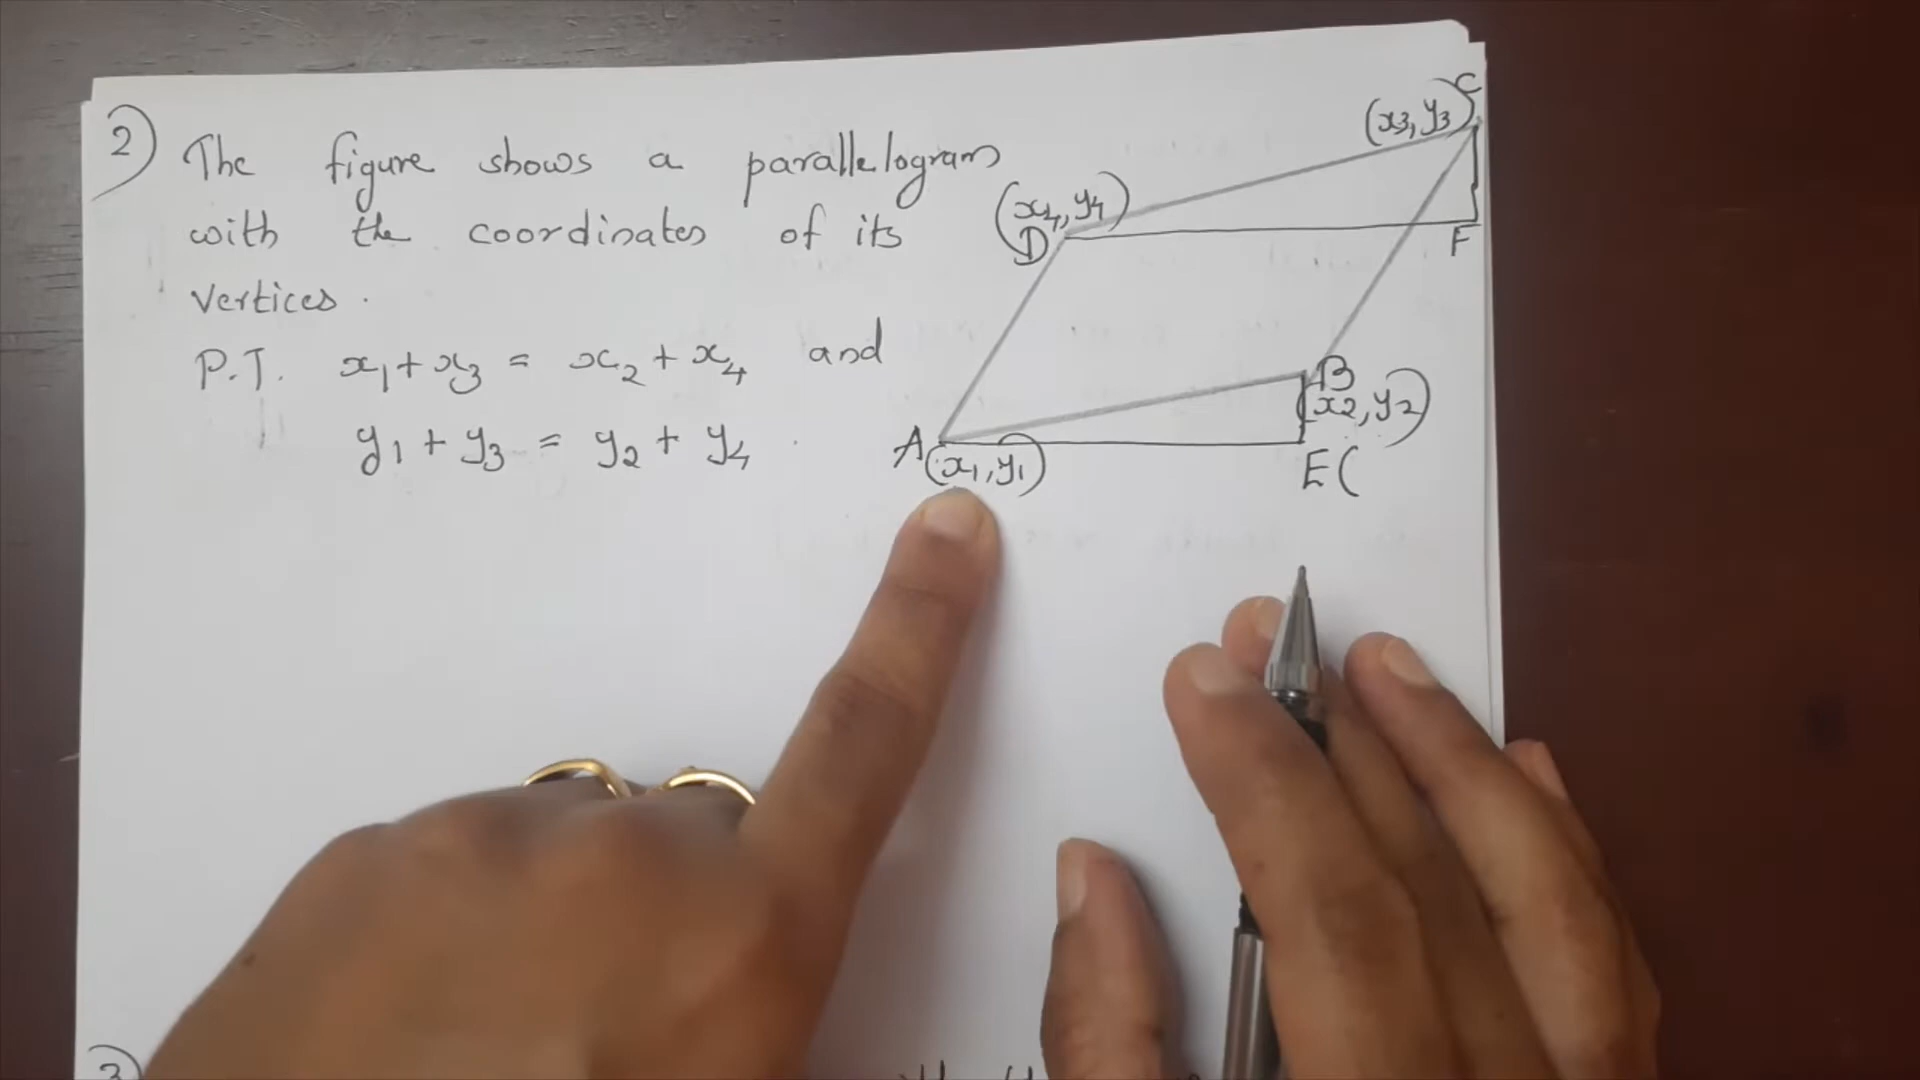 2)
The figure shows a parallelogram
with the coordinates of its
vertices.
P.T. x₁+x₃ = x₂+x₄ and
y₁+y₃ = y₂+y₄.
C
(x₃, y₃)
(x₄, y₄)
D
F
B
(x₂, y₂)
A
(x₁, y₁)
E(
3)